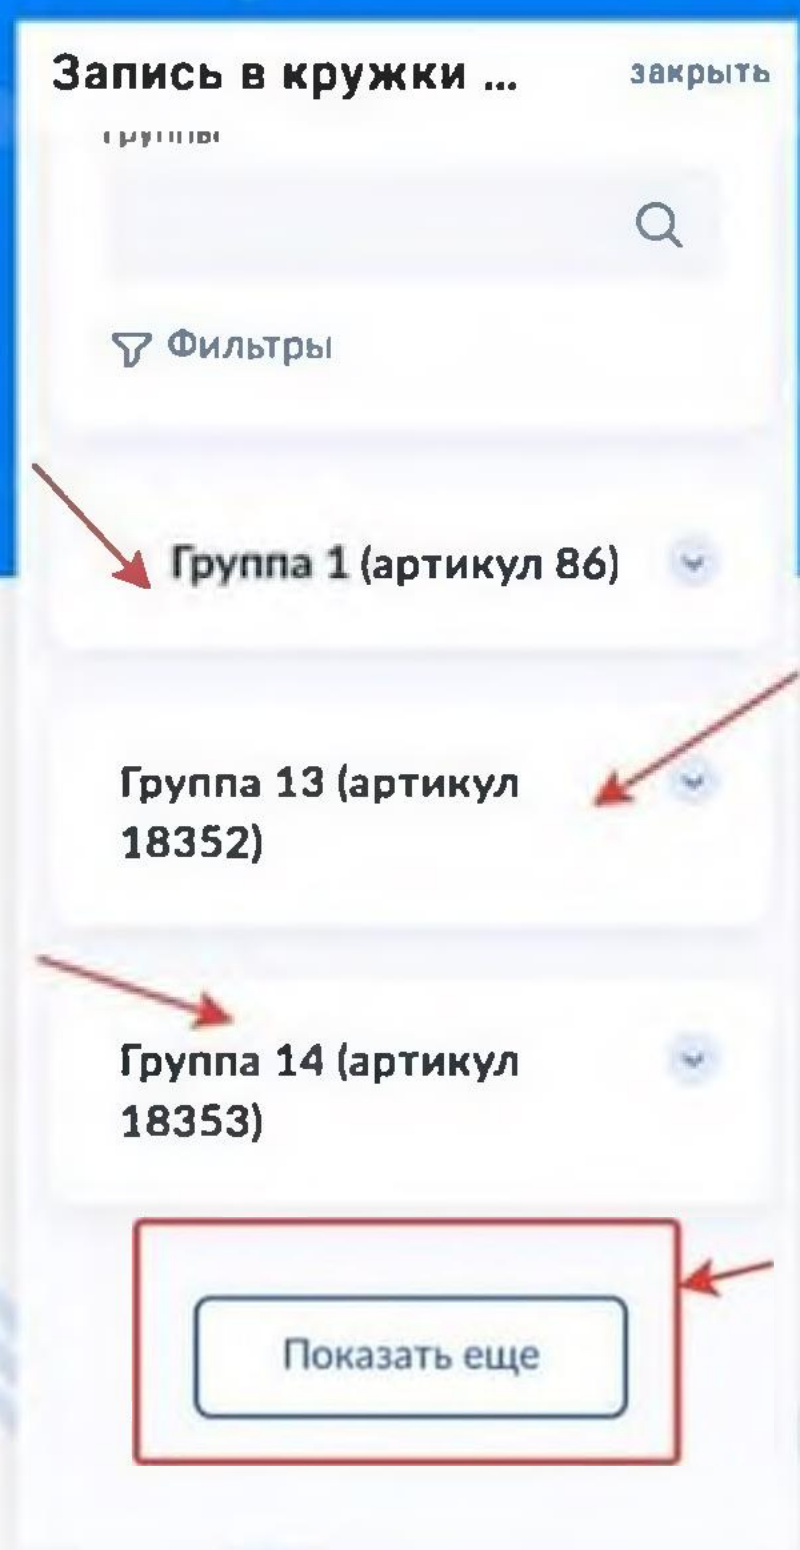 Запись в кружки ...
закрыть
Фильтры
Группа 1 (артикул 86)
Группа 13 (артикул
18352)
Группа 14 (артикул
18353)
Показать еще